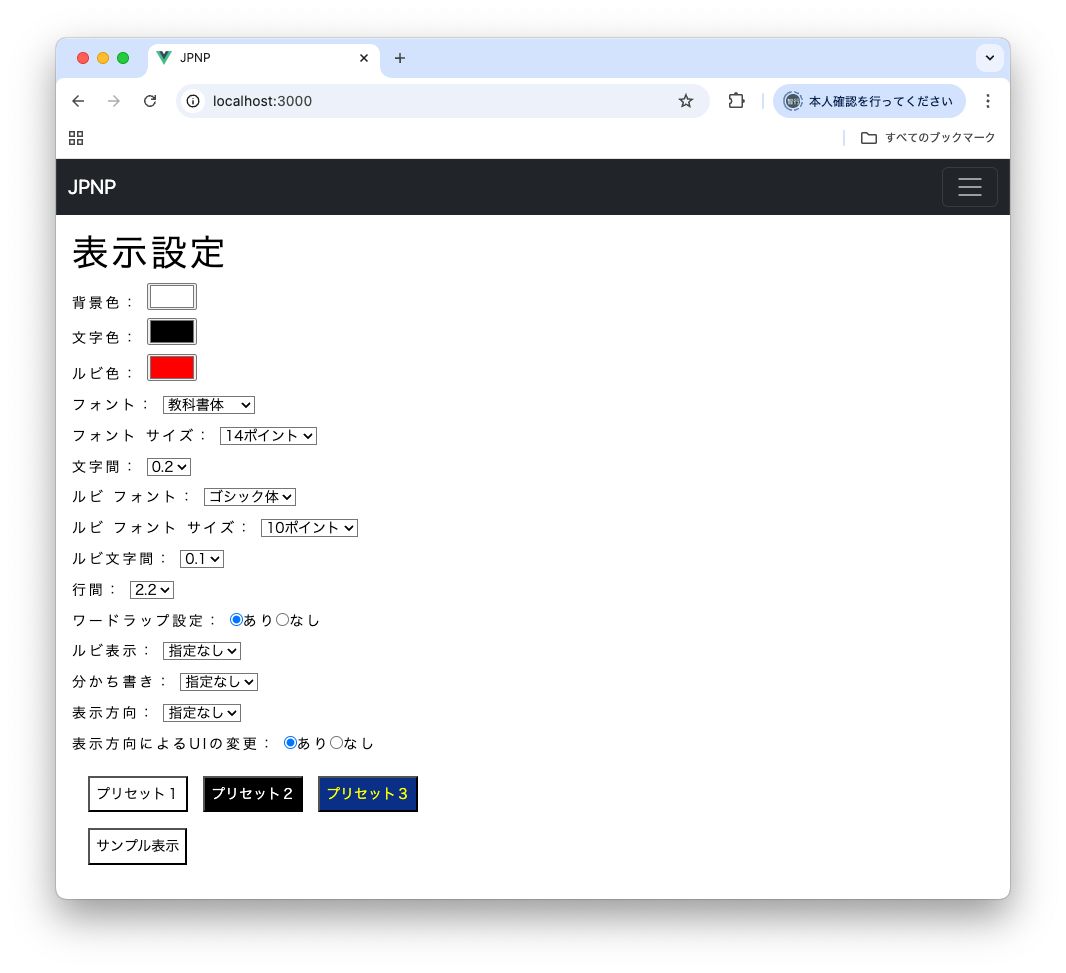 JPNP
localhost:3000
本人確認を行ってください
すべてのブックマーク
JPNP
表示設定
背景色：
文字色：
ルビ色：
フォント： 教科書体
フォント サイズ： 14ポイント
文字間： 0.2
ルビ フォント： ゴシック体
ルビ フォント サイズ： 10ポイント
ルビ文字間： 0.1
行間： 2.2
ワードラップ設定： ありなし
ルビ表示： 指定なし
分かち書き： 指定なし
表示方向： 指定なし
表示方向によるUIの変更： ありなし
プリセット１ プリセット２ プリセット３
サンプル表示